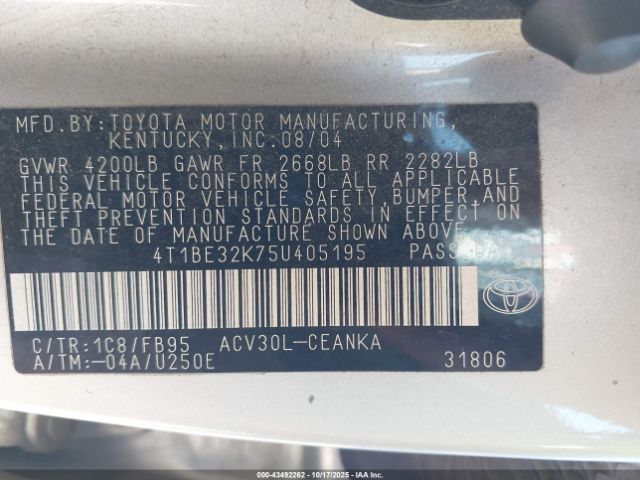 MFD.BY:TOYOTA MOTOR MANUFACTURING,
KENTUCKY,INC.08/04
GVWR 4200LB GAWR FR 2668LB RR 2282LB
THIS VEHICLE CONFORMS TO ALL APPLICABLE
FEDERAL MOTOR VEHICLE SAFETY,BUMPER,AND
THEFT PREVENTION STANDARDS IN EFFECT ON
THE DATE OF MANUFACTURE SHOWN ABOVE.
4T1BE32K75U405195
C/TR:1C8/FB95 ACV30L-CEANKA
A/TM:-04A/U250E 31806
000-43492262 | 10/17/2025 | IAA Inc.